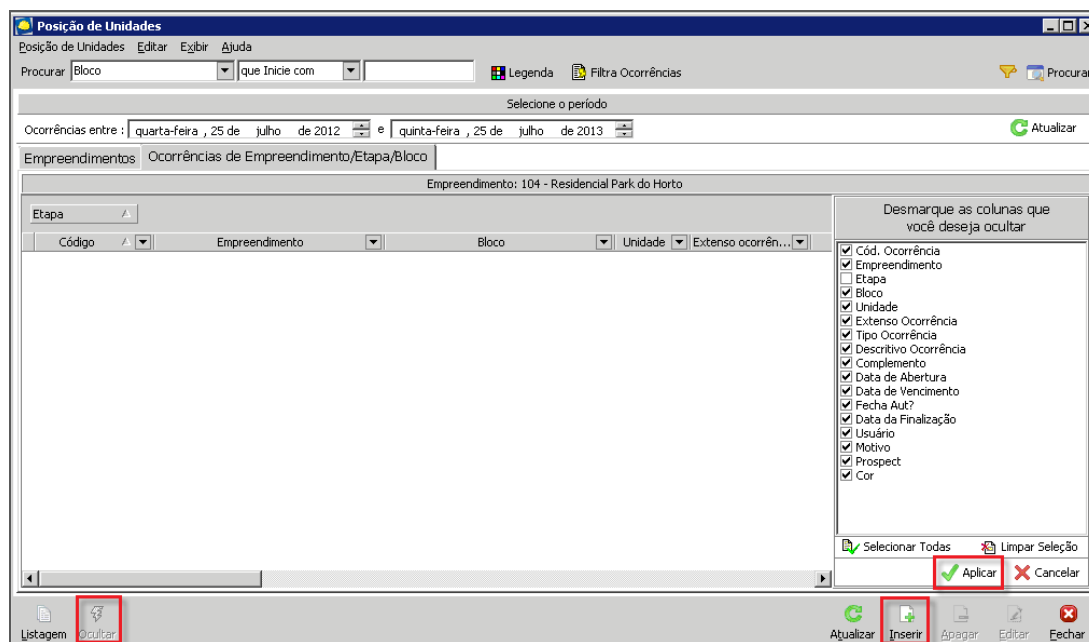 Posição de Unidades
Posição de Unidades Editar Exibir Ajuda
Procurar Bloco que Inicie com Legenda Filtra Ocorrências Procurar
Selecione o período
Ocorrências entre : quarta-feira , 25 de julho de 2012 e quinta-feira , 25 de julho de 2013 Atualizar
Empreendimentos Ocorrências de Empreendimento/Etapa/Bloco
Empreendimento: 104 - Residencial Park do Horto
Etapa
Código Empreendimento Bloco Unidade Extenso ocorrên...
Desmarque as colunas que
você deseja ocultar
Cód. Ocorrência
Empreendimento
Etapa
Bloco
Unidade
Extenso Ocorrência
Tipo Ocorrência
Descritivo Ocorrência
Complemento
Data de Abertura
Data de Vencimento
Fecha Aut?
Data da Finalização
Usuário
Motivo
Prospect
Cor
Selecionar Todas Limpar Seleção
Aplicar Cancelar
Listagem Ocultar Atualizar Inserir Apagar Editar Fechar